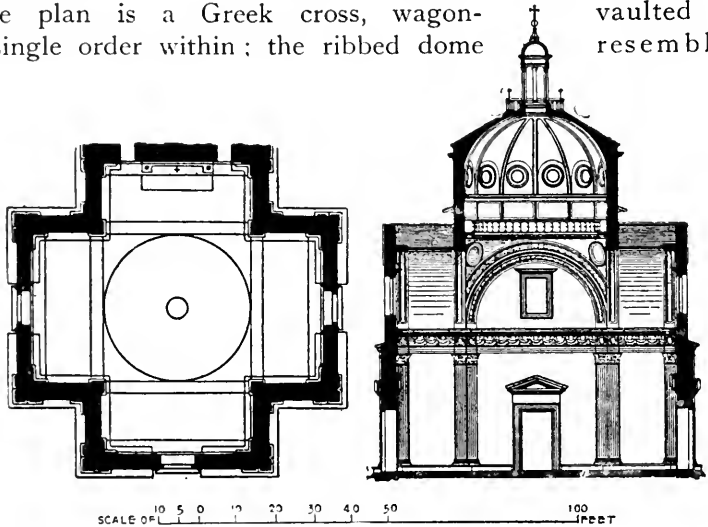 e plan is a Greek cross, wagon-
single order within ; the ribbed dome
vaulted
resembl
SCALE OF 10 5 0 10 20 30 40 50 100 FEET